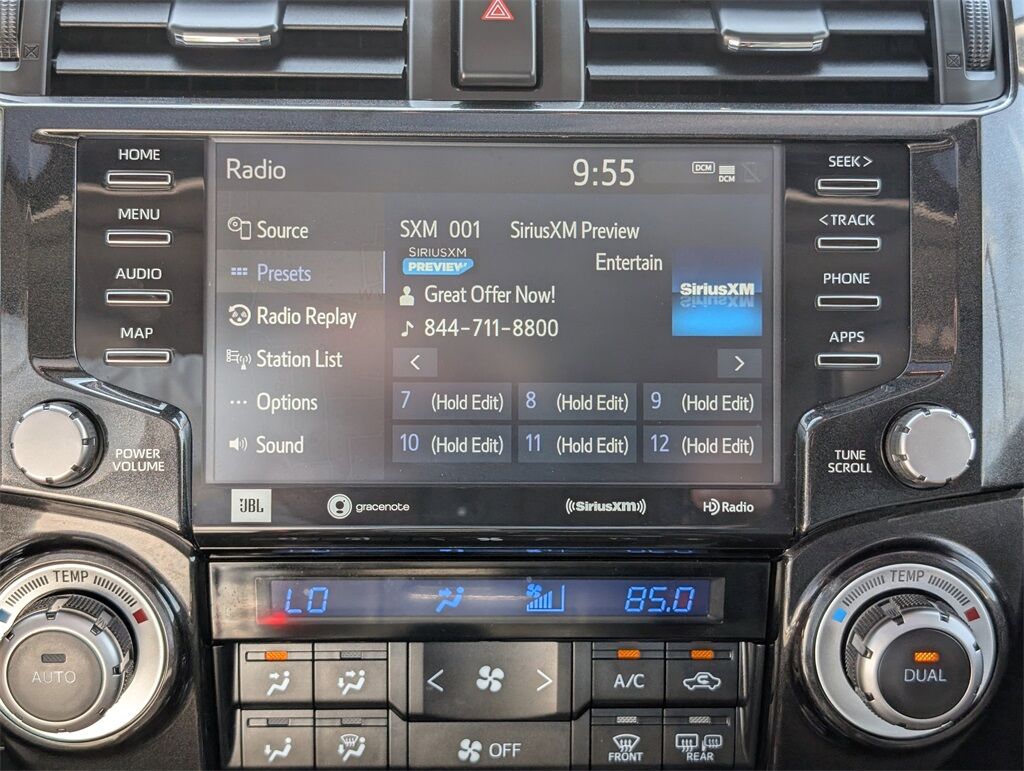 HOME
MENU
AUDIO
MAP
POWER
VOLUME
Radio 9:55 DCM DCM
Source
Presets
Radio Replay
Station List
Options
Sound
SXM 001 SiriusXM Preview
SIRIUSXM
PREVIEW
Entertain
Great Offer Now!
844-711-8800
SiriusXM
< >
7 (Hold Edit) 8 (Hold Edit) 9 (Hold Edit)
10 (Hold Edit) 11 (Hold Edit) 12 (Hold Edit)
SEEK >
< TRACK
PHONE
APPS
TUNE
SCROLL
JBL gracenote ((SiriusXM)) HD Radio
TEMP
AUTO
LO 85.0
< > A/C
OFF FRONT REAR
TEMP
DUAL